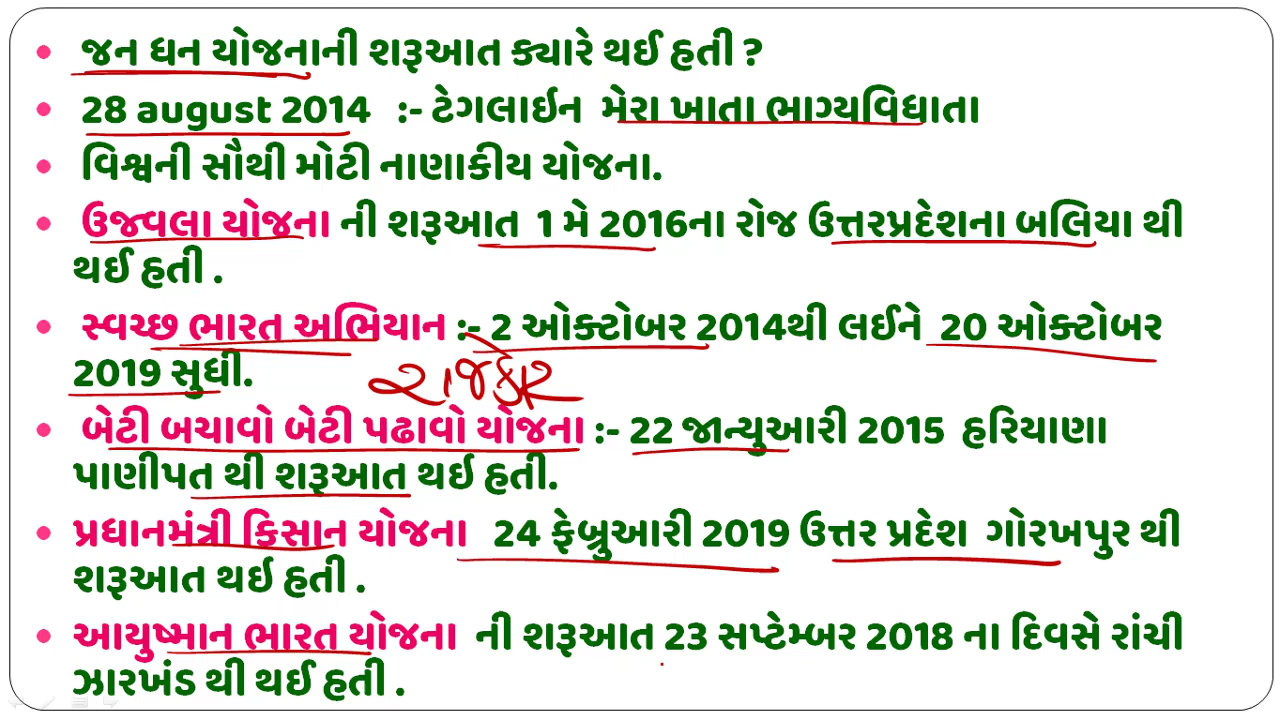 જન ધન યોજનાની શરૂઆત ક્યારે થઈ હતી ?
28 august 2014 :- ટેગલાઇન મેરા ખાતા ભાગ્યવિધાતા
વિશ્વની સૌથી મોટી નાણાકીય યોજના.
ઉજવલા યોજના ની શરૂઆત 1 મે 2016ના રોજ ઉત્તરપ્રદેશના બલિયા થી
થઈ હતી .
સ્વચ્છ ભારત અભિયાન :- 2 ઓક્ટોબર 2014થી લઈને 20 ઓક્ટોબર
2019 સુધી.
બેટી બચાવો બેટી પઢાવો યોજના :- 22 જાન્યુઆરી 2015 હરિયાણા
પાણીપત થી શરૂઆત થઈ હતી.
પ્રધાનમંત્રી કિસાન યોજના 24 ફેબ્રુઆરી 2019 ઉત્તર પ્રદેશ ગોરખપુર થી
શરૂઆત થઇ હતી .
આયુષ્માન ભારત યોજના ની શરૂઆત 23 સપ્ટેમ્બર 2018 ના દિવસે રાંચી
ઝારખંડ થી થઈ હતી .